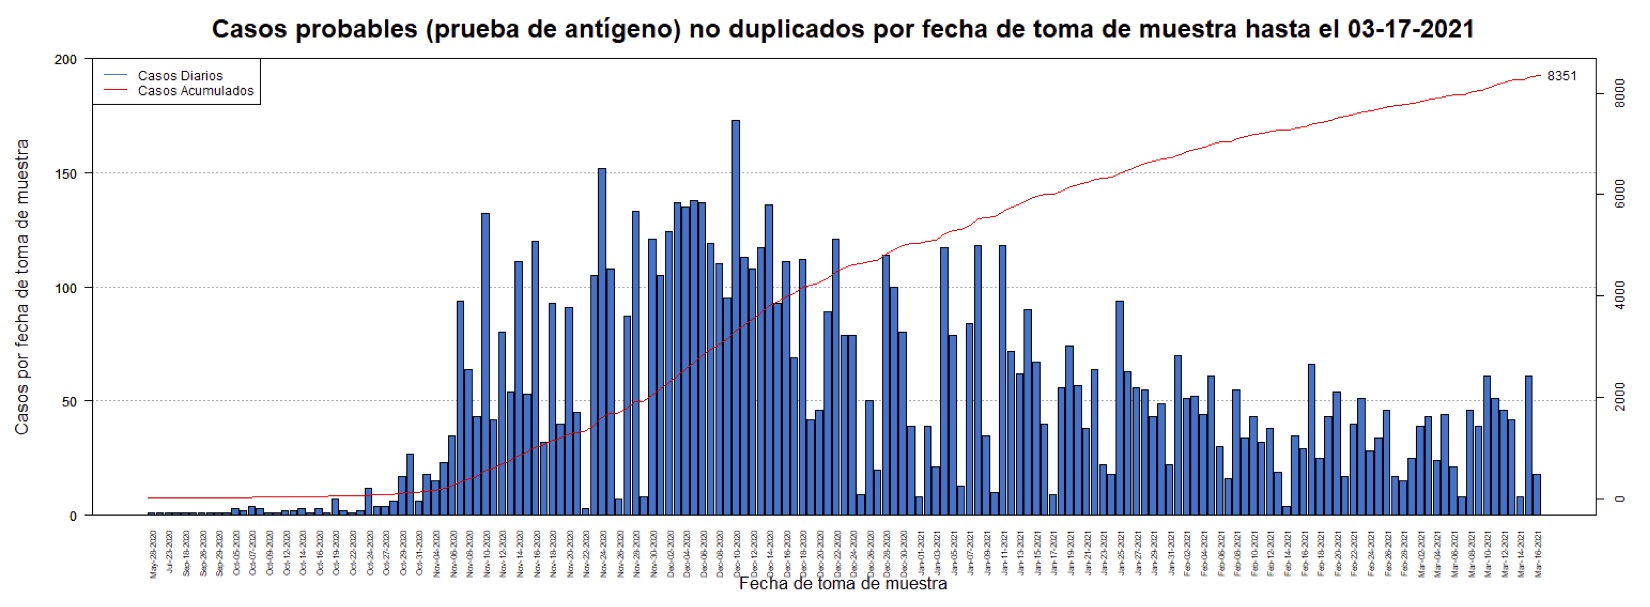 Casos probables (prueba de antígeno) no duplicados por fecha de toma de muestra hasta el 03-17-2021
Casos Diarios
Casos Acumulados
8351
Casos por fecha de toma de muestra
200
150
100
50
0
8000
6000
4000
2000
0
May-28-2020
Jul-23-2020
Sep-18-2020
Sep-26-2020
Sep-29-2020
Oct-05-2020
Oct-07-2020
Oct-09-2020
Oct-12-2020
Oct-14-2020
Oct-16-2020
Oct-19-2020
Oct-22-2020
Oct-24-2020
Oct-27-2020
Oct-29-2020
Oct-31-2020
Nov-04-2020
Nov-06-2020
Nov-08-2020
Nov-10-2020
Nov-12-2020
Nov-14-2020
Nov-16-2020
Nov-18-2020
Nov-20-2020
Nov-22-2020
Nov-24-2020
Nov-26-2020
Nov-28-2020
Nov-30-2020
Dec-02-2020
Dec-04-2020
Dec-06-2020
Dec-08-2020
Dec-10-2020
Dec-12-2020
Dec-14-2020
Dec-16-2020
Dec-18-2020
Dec-20-2020
Dec-22-2020
Dec-24-2020
Dec-26-2020
Dec-28-2020
Dec-30-2020
Jan-01-2021
Jan-03-2021
Jan-05-2021
Jan-07-2021
Jan-09-2021
Jan-11-2021
Jan-13-2021
Jan-15-2021
Jan-17-2021
Jan-19-2021
Jan-21-2021
Jan-23-2021
Jan-25-2021
Jan-27-2021
Jan-29-2021
Jan-31-2021
Feb-02-2021
Feb-04-2021
Feb-06-2021
Feb-08-2021
Feb-10-2021
Feb-12-2021
Feb-14-2021
Feb-16-2021
Feb-18-2021
Feb-20-2021
Feb-22-2021
Feb-24-2021
Feb-26-2021
Feb-28-2021
Mar-02-2021
Mar-04-2021
Mar-06-2021
Mar-08-2021
Mar-10-2021
Mar-12-2021
Mar-14-2021
Mar-16-2021
Fecha de toma de muestra